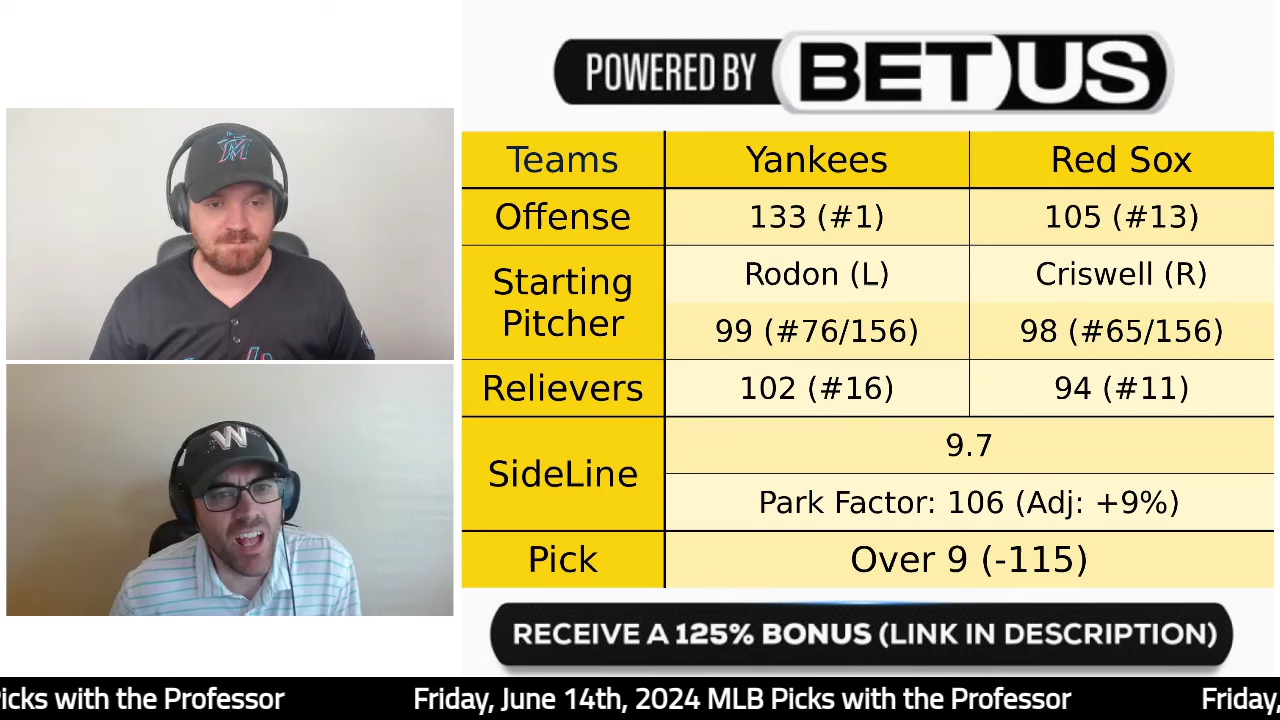 POWERED BY BETUS
Teams Yankees Red Sox
Offense 133 (#1) 105 (#13)
Starting Pitcher Rodon (L) Criswell (R)
99 (#76/156) 98 (#65/156)
Relievers 102 (#16) 94 (#11)
SideLine 9.7
Park Factor: 106 (Adj: +9%)
Pick Over 9 (-115)
RECEIVE A 125% BONUS (LINK IN DESCRIPTION)
icks with the Professor Friday, June 14th, 2024 MLB Picks with the Professor Friday,
M
W